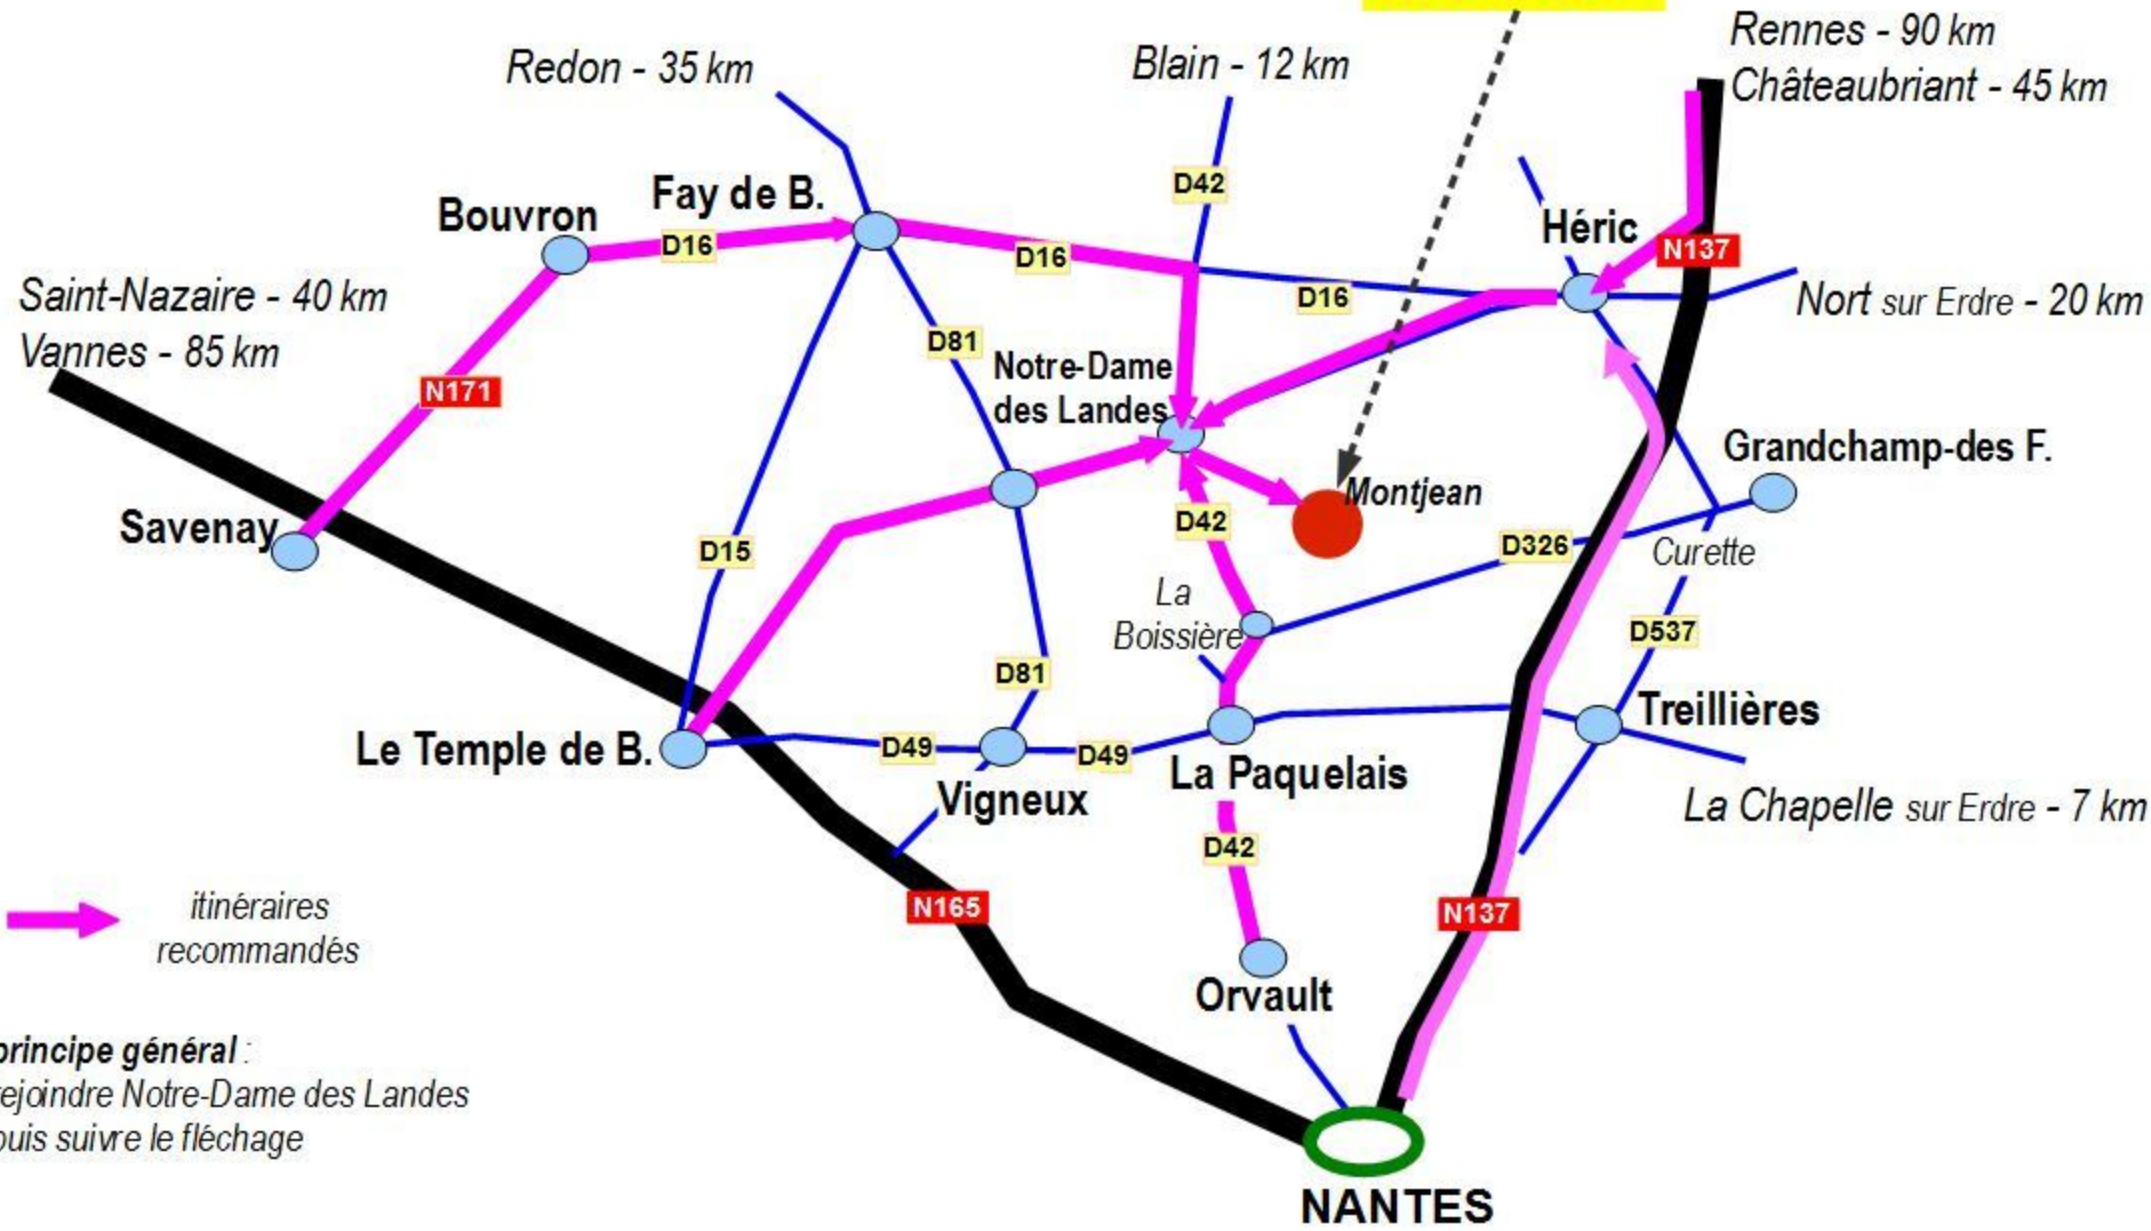 Rennes - 90 km
Châteaubriant - 45 km
Redon - 35 km
Blain - 12 km
D42
Fay de B.
Bouvron
D16
D16
Héric
N137
D16
Saint-Nazaire - 40 km
Vannes - 85 km
Nort sur Erdre - 20 km
D81
Notre-Dame
des Landes
N171
Grandchamp-des F.
Montjean
Savenay
D42
D15
D326
Curette
La
Boissière
D537
D81
Treillières
Le Temple de B.
D49
D49
La Paquelais
Vigneux
La Chapelle sur Erdre - 7 km
D42
itinéraires
recommandés
N165
N137
Orvault
principe général :
rejoindre Notre-Dame des Landes
puis suivre le fléchage
NANTES